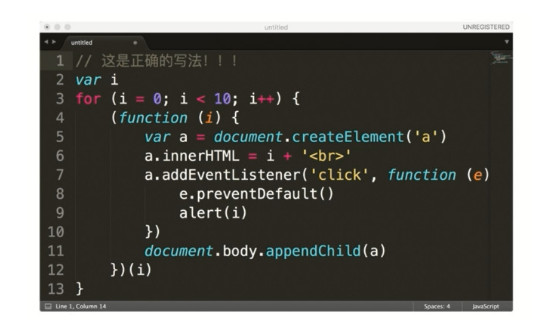 untitled
UNREGISTERED
untitled
1 // 这是正确的写法！！！
2 var i
3 for (i = 0; i < 10; i++) {
4     (function (i) {
5         var a = document.createElement('a')
6         a.innerHTML = i + '<br>'
7         a.addEventListener('click', function (e)
8             e.preventDefault()
9             alert(i)
10         })
11         document.body.appendChild(a)
12     })(i)
13 }
Line 1, Column 14
Spaces: 4
JavaScript